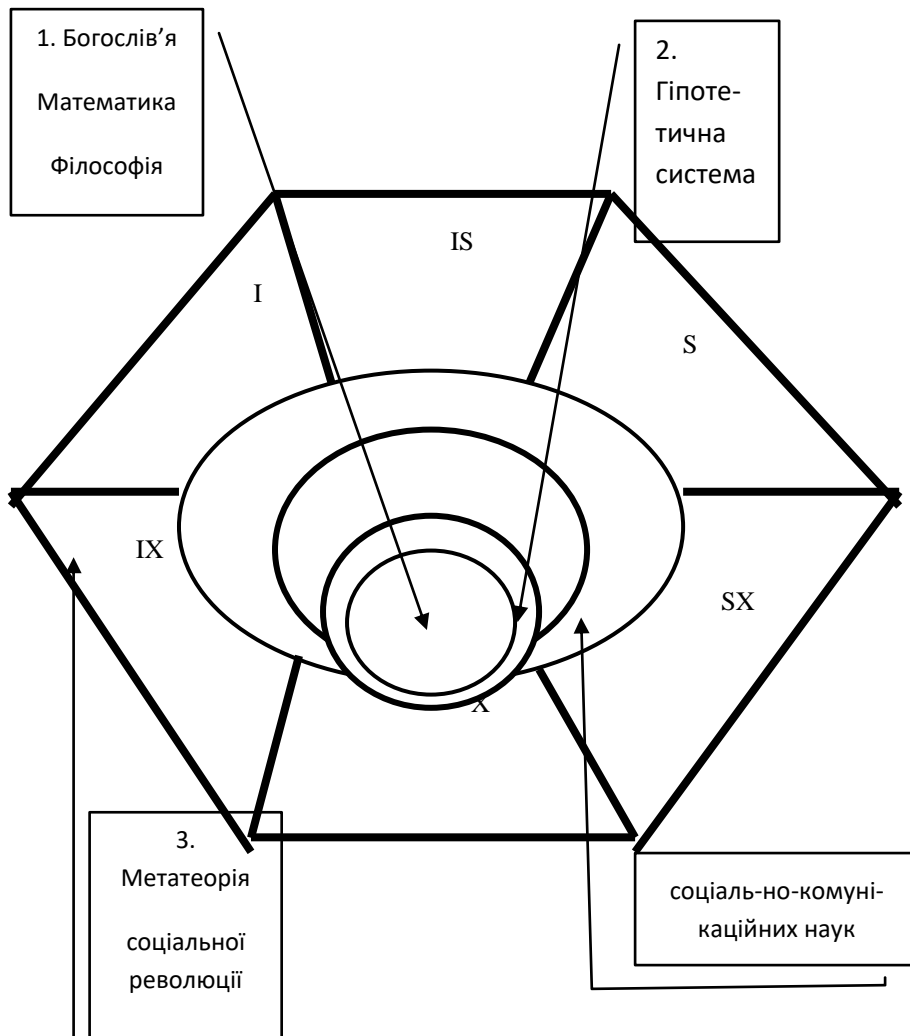 1. Богослів’я
Математика
Філософія
2.
Гіпоте-
тична
система
IS
I
S
IX
SX
X
3.
Метатеорія
соціальної
революції
соціаль-но-комуні-
каційних наук